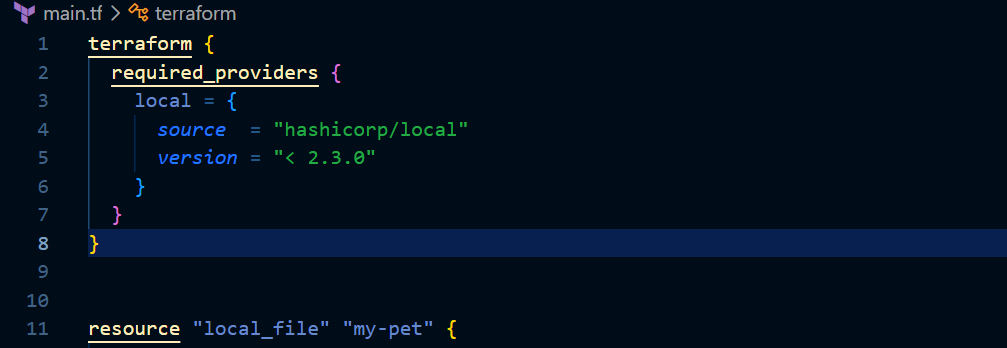 main.tf > terraform
1 terraform {
2 required_providers {
3 local = {
4 source = "hashicorp/local"
5 version = "< 2.3.0"
6 }
7 }
8 }
9
10
11 resource "local_file" "my-pet" {